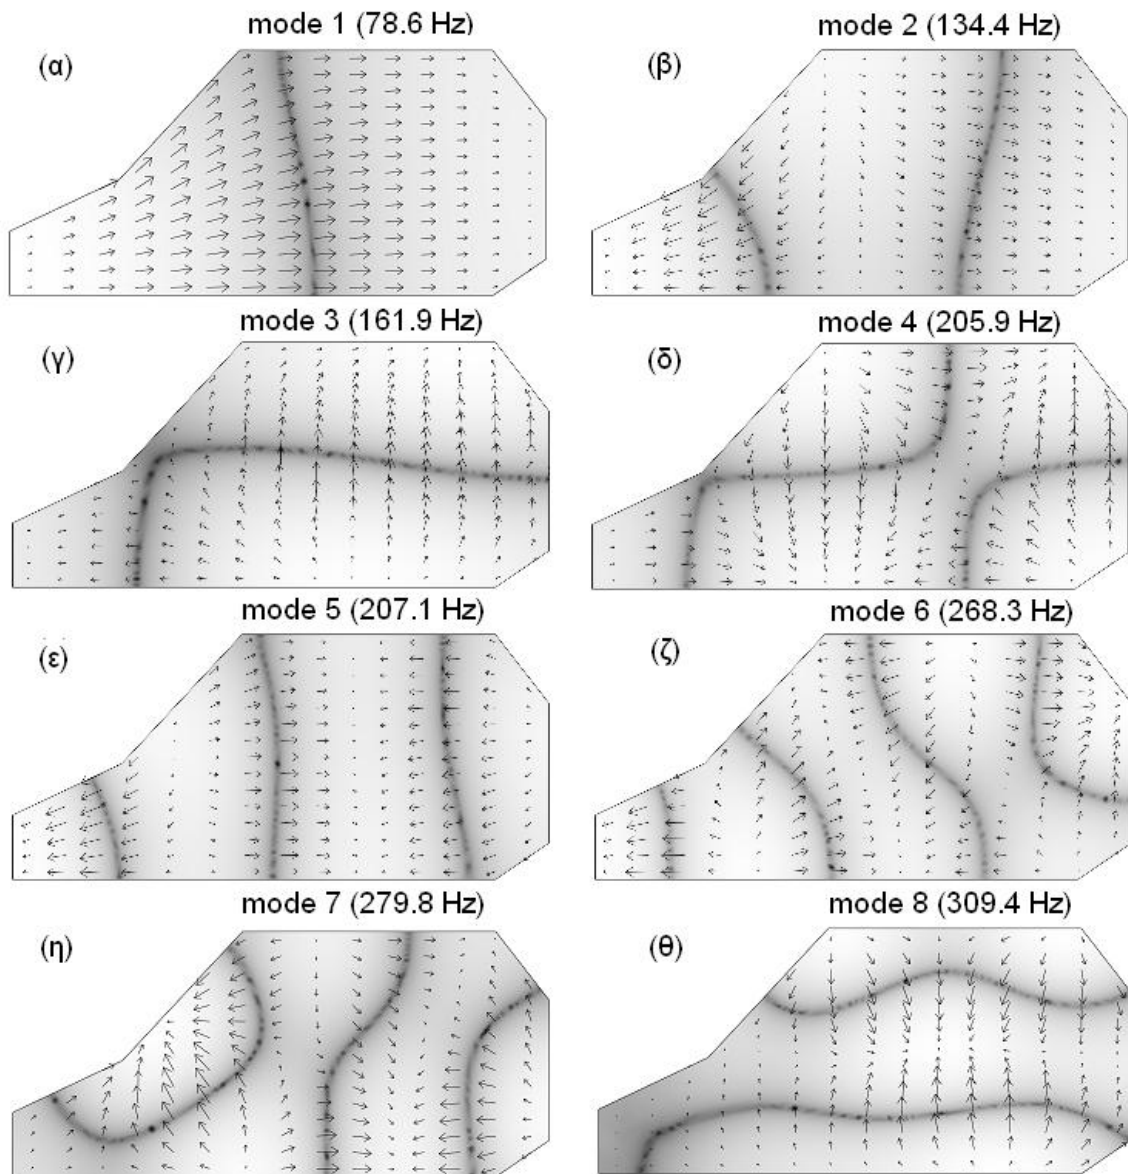 mode 1 (78.6 Hz)
mode 2 (134.4 Hz)
(α)
(β)
mode 3 (161.9 Hz)
mode 4 (205.9 Hz)
(γ)
(δ)
mode 5 (207.1 Hz)
mode 6 (268.3 Hz)
(ε)
(ζ)
mode 7 (279.8 Hz)
mode 8 (309.4 Hz)
(η)
(θ)